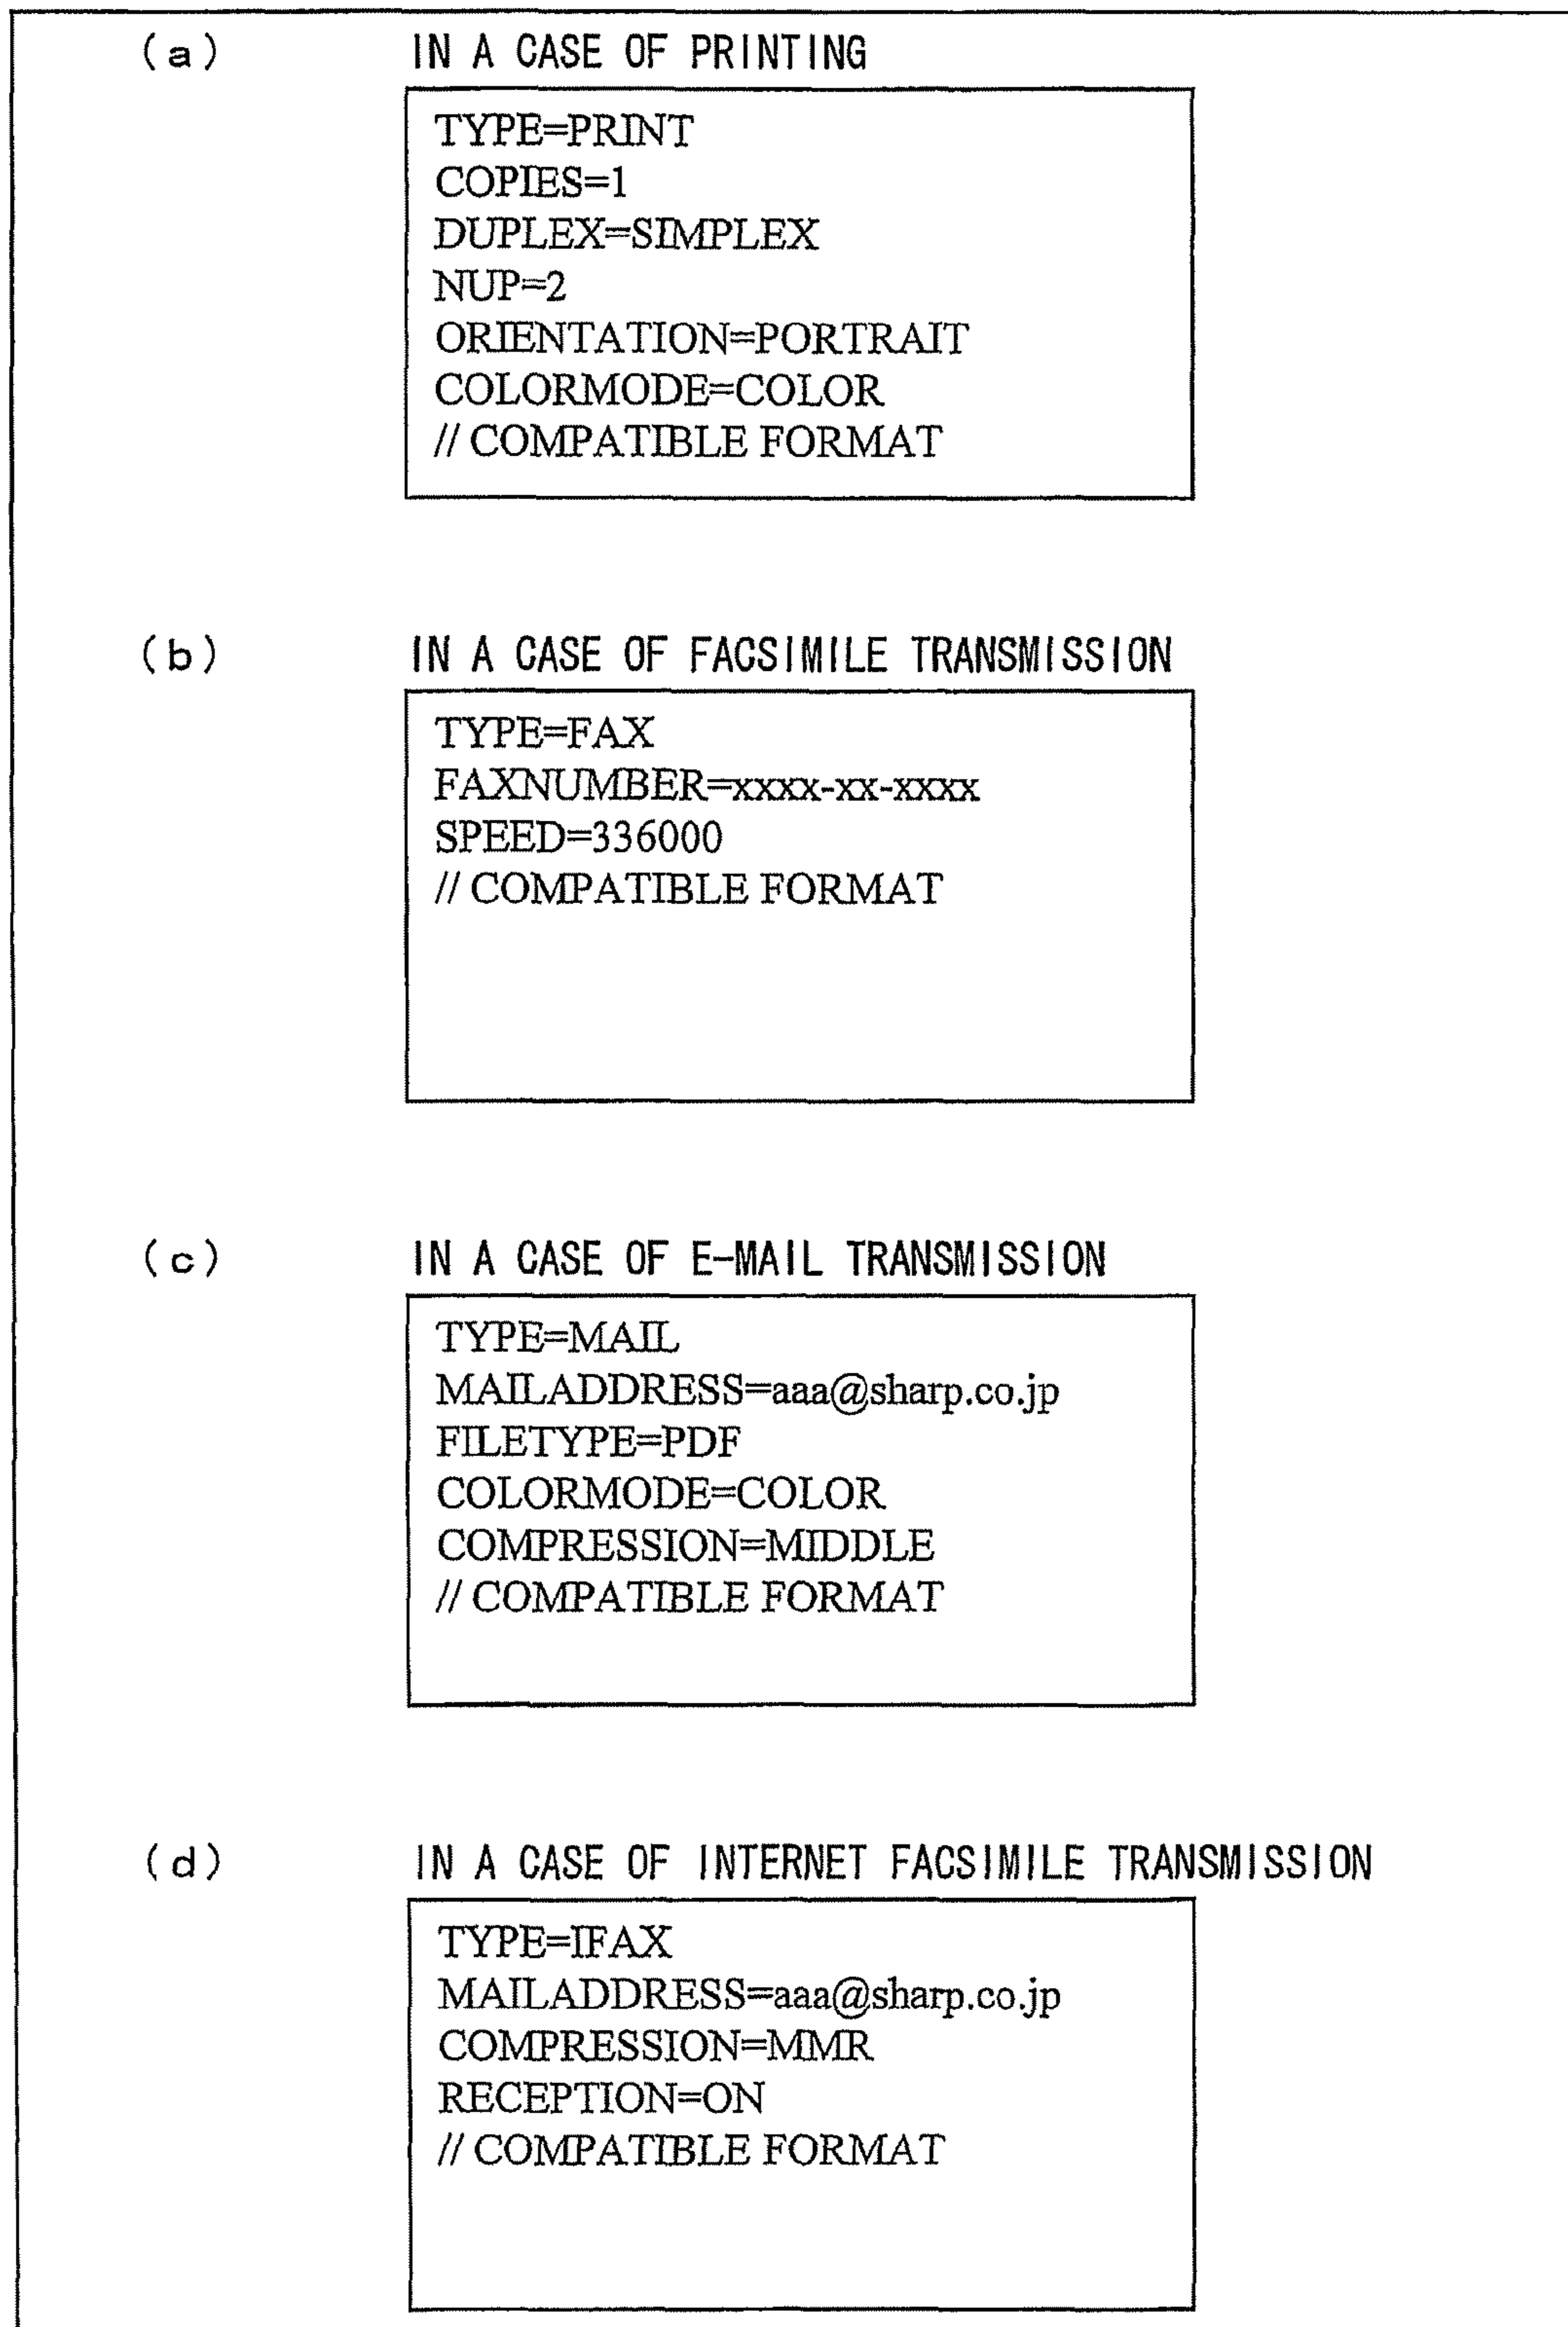 (a) IN A CASE OF PRINTING
TYPE=PRINT
COPIES=1
DUPLEX=SIMPLEX
NUP=2
ORIENTATION=PORTRAIT
COLORMODE=COLOR
// COMPATIBLE FORMAT
(b) IN A CASE OF FACSIMILE TRANSMISSION
TYPE=FAX
FAXNUMBER=xxxx-xx-xxxx
SPEED=336000
// COMPATIBLE FORMAT
(c) IN A CASE OF E-MAIL TRANSMISSION
TYPE=MAIL
MAILADDRESS=aaa@sharp.co.jp
FILETYPE=PDF
COLORMODE=COLOR
COMPRESSION=MIDDLE
// COMPATIBLE FORMAT
(d) IN A CASE OF INTERNET FACSIMILE TRANSMISSION
TYPE=IFAX
MAILADDRESS=aaa@sharp.co.jp
COMPRESSION=MMR
RECEPTION=ON
// COMPATIBLE FORMAT